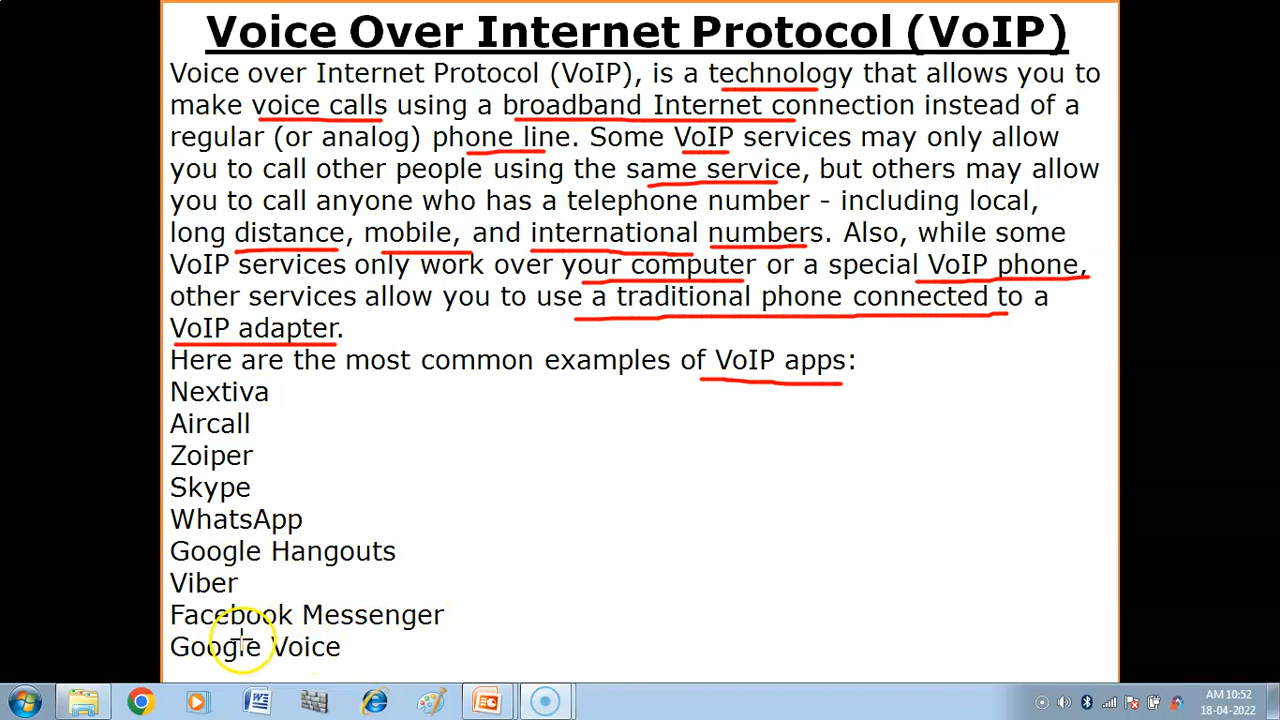 Voice Over Internet Protocol (VoIP)
Voice over Internet Protocol (VoIP), is a technology that allows you to
make voice calls using a broadband Internet connection instead of a
regular (or analog) phone line. Some VoIP services may only allow
you to call other people using the same service, but others may allow
you to call anyone who has a telephone number - including local,
long distance, mobile, and international numbers. Also, while some
VoIP services only work over your computer or a special VoIP phone,
other services allow you to use a traditional phone connected to a
VoIP adapter.
Here are the most common examples of VoIP apps:
Nextiva
Aircall
Zoiper
Skype
WhatsApp
Google Hangouts
Viber
Facebook Messenger
Google Voice
AM 10:52
18-04-2022